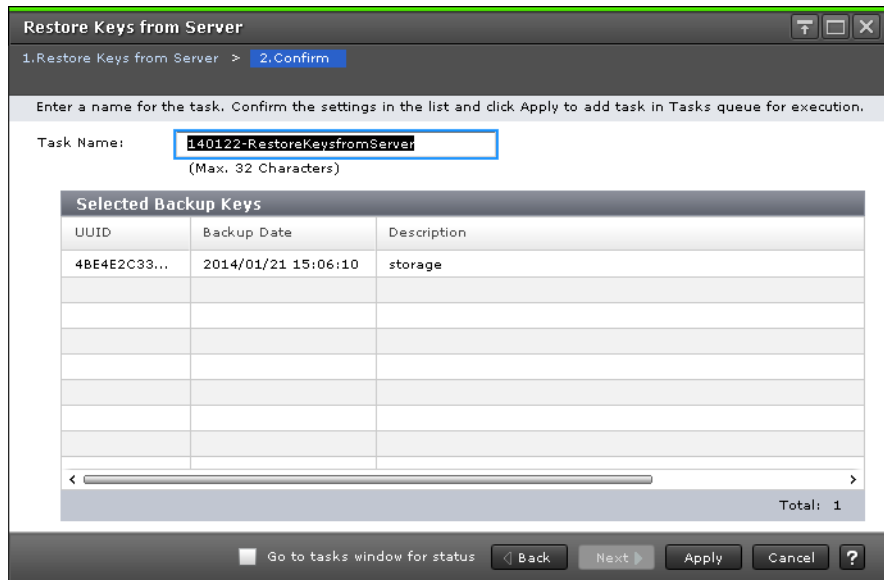 Restore Keys from Server
1.Restore Keys from Server > 2.Confirm
Enter a name for the task. Confirm the settings in the list and click Apply to add task in Tasks queue for execution.
Task Name: 140122-RestoreKeysfromServer
(Max. 32 Characters)
Selected Backup Keys
UUID Backup Date Description
4BE4E2C33... 2014/01/21 15:06:10 storage
Total: 1
Go to tasks window for status Back Next Apply Cancel ?